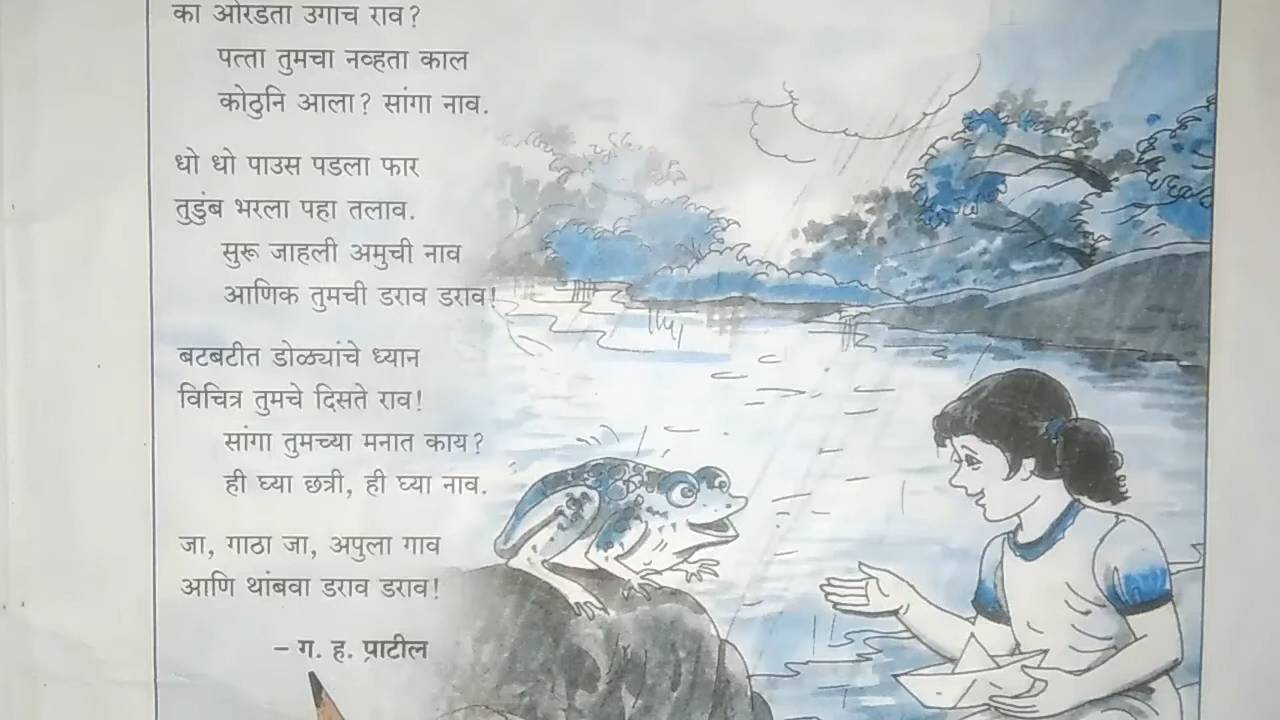 का ओरडता उगाच राव?
पत्ता तुमचा नव्हता काल
कोठुनि आला? सांगा नाव.
धो धो पाउस पडला फार
तुडुंब भरला पहा तलाव.
सुरू जाहली अमुची नाव
आणिक तुमची डराव डराव!
बटबटीत डोळ्यांचे ध्यान
विचित्र तुमचे दिसते राव!
सांगा तुमच्या मनात काय?
ही घ्या छत्री, ही घ्या नाव.
जा, गाठा जा, अपुला गाव
आणि थांबवा डराव डराव!
– ग. ह. पाटील